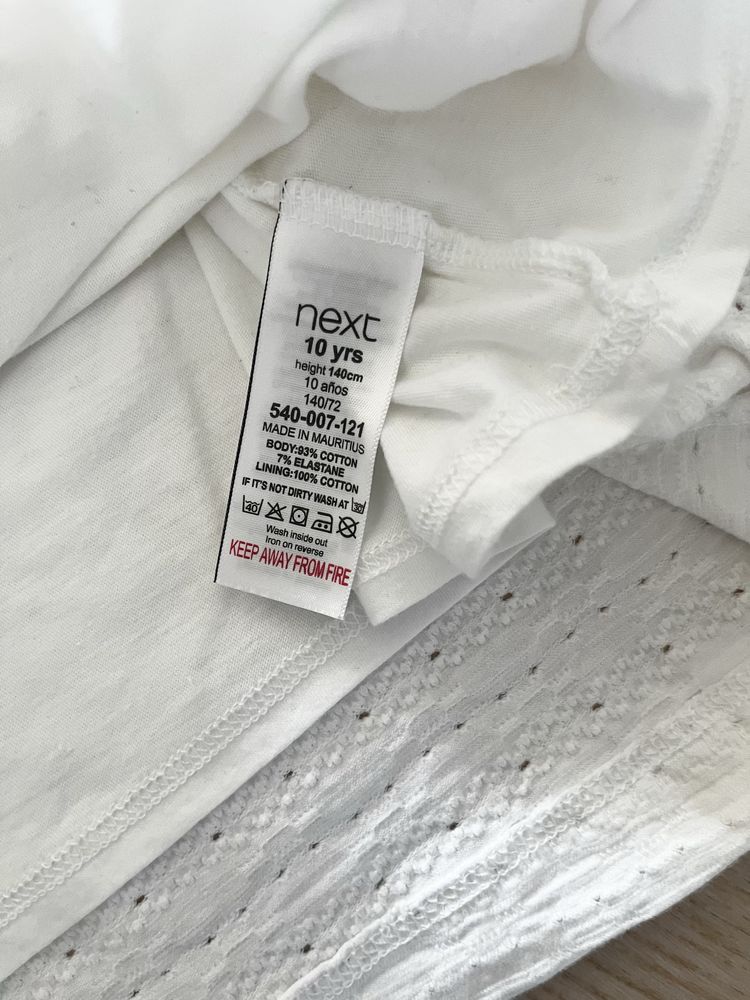 next
10 yrs
height 140cm
10 años
140/72
540-007-121
MADE IN MAURITIUS
BODY:93% COTTON
7% ELASTANE
LINING:100% COTTON
IF IT'S NOT DIRTY WASH AT 30
40
Wash inside out
Iron on reverse
KEEP AWAY FROM FIRE